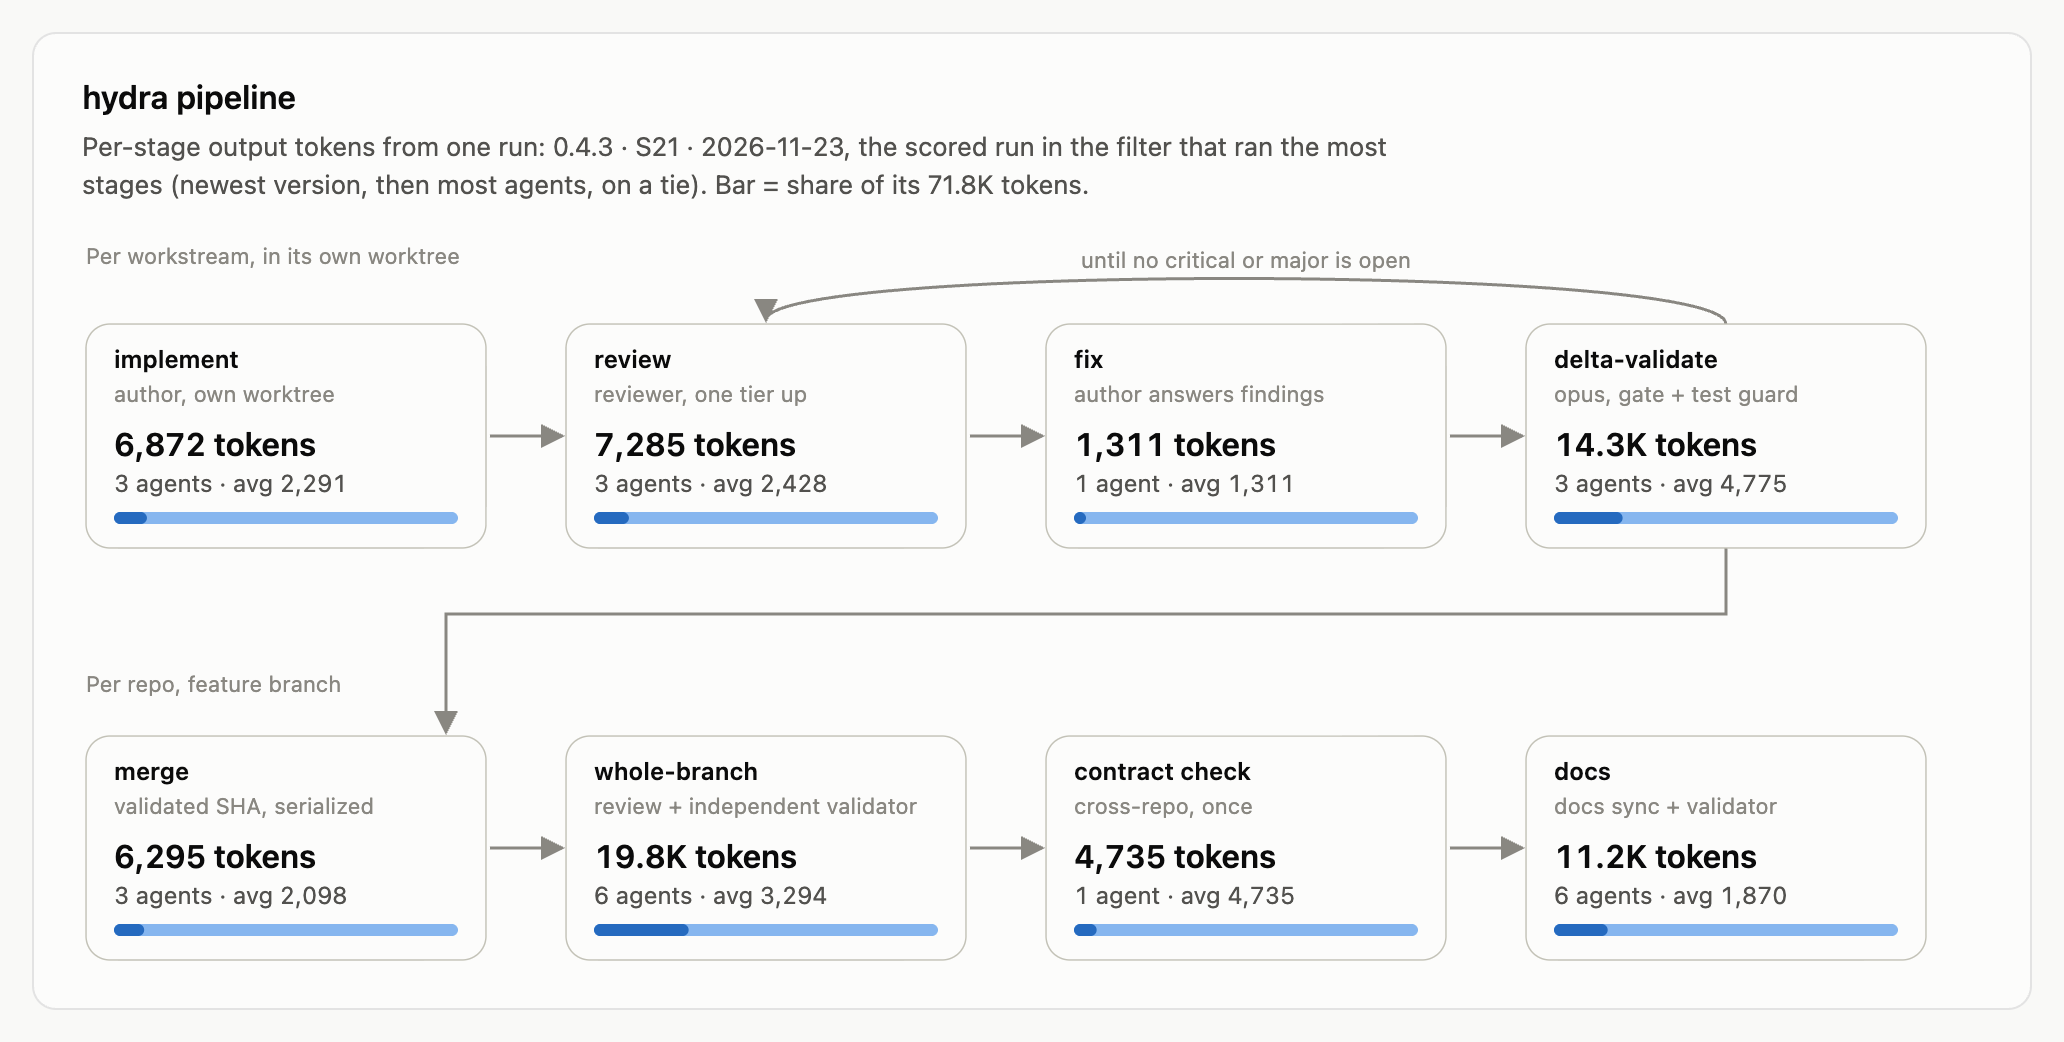 hydra pipeline
Per-stage output tokens from one run: 0.4.3 · S21 · 2026-11-23, the scored run in the filter that ran the most
stages (newest version, then most agents, on a tie). Bar = share of its 71.8K tokens.
Per workstream, in its own worktree
until no critical or major is open
implement
author, own worktree
6,872 tokens
3 agents · avg 2,291
review
reviewer, one tier up
7,285 tokens
3 agents · avg 2,428
fix
author answers findings
1,311 tokens
1 agent · avg 1,311
delta-validate
opus, gate + test guard
14.3K tokens
3 agents · avg 4,775
Per repo, feature branch
merge
validated SHA, serialized
6,295 tokens
3 agents · avg 2,098
whole-branch
review + independent validator
19.8K tokens
6 agents · avg 3,294
contract check
cross-repo, once
4,735 tokens
1 agent · avg 4,735
docs
docs sync + validator
11.2K tokens
6 agents · avg 1,870